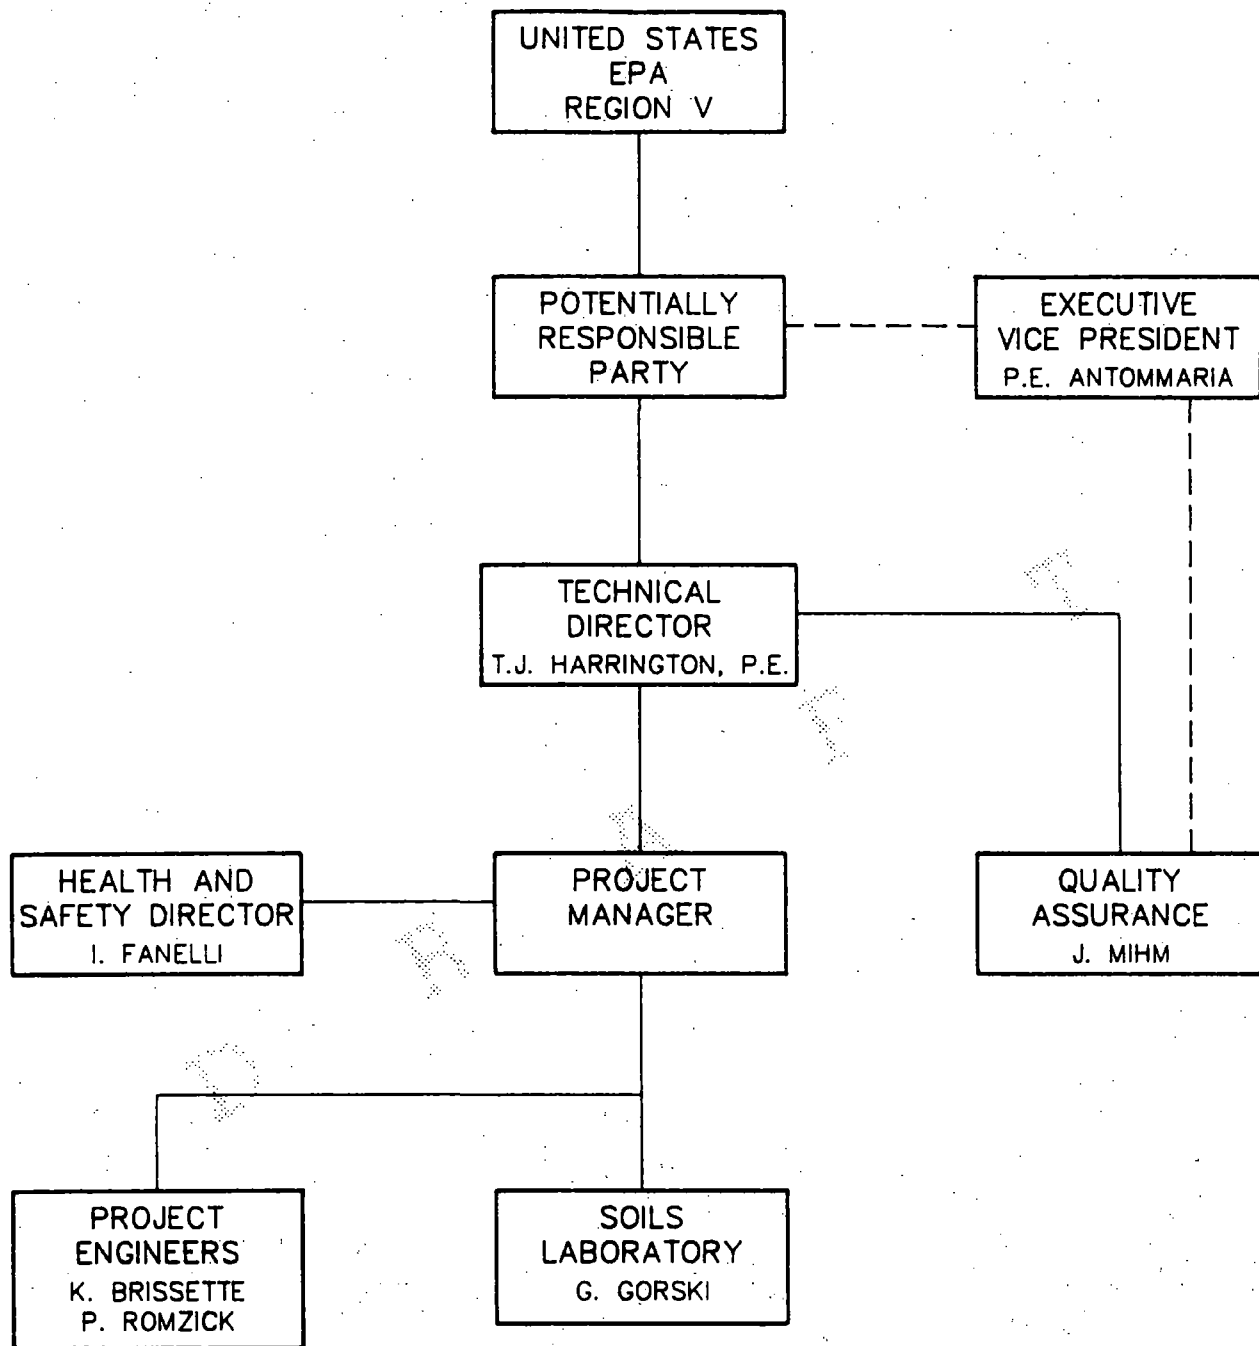 UNITED STATES
EPA
REGION V
POTENTIALLY
RESPONSIBLE
PARTY
EXECUTIVE
VICE PRESIDENT
P.E. ANTOMMARIA
TECHNICAL
DIRECTOR
T.J. HARRINGTON, P.E.
HEALTH AND
SAFETY DIRECTOR
I. FANELLI
PROJECT
MANAGER
QUALITY
ASSURANCE
J. MIHM
PROJECT
ENGINEERS
K. BRISSETTE
P. ROMZICK
SOILS
LABORATORY
G. GORSKI
DRAFT